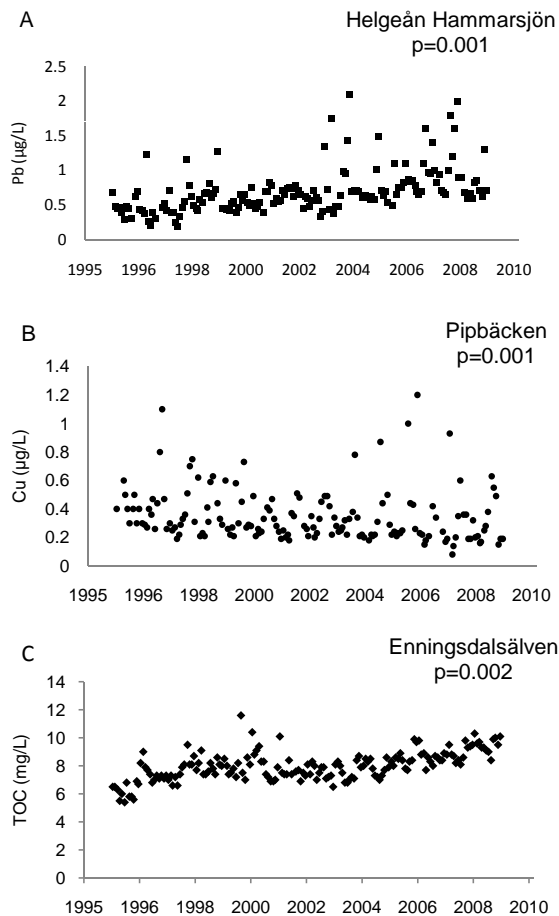 A
Helgeån Hammarsjön
p=0.001
2.5
2
1.5
1
0.5
0
Pb (µg/L)
1995 1996 1998 2000 2002 2004 2006 2008 2010
B
Pipbäcken
p=0.001
1.4
1.2
1
0.8
0.6
0.4
0.2
0
Cu (µg/L)
1995 1996 1998 2000 2002 2004 2006 2008 2010
C
Enningsdalsälven
p=0.002
14
12
10
8
6
4
2
0
TOC (mg/L)
1995 1996 1998 2000 2002 2004 2006 2008 2010